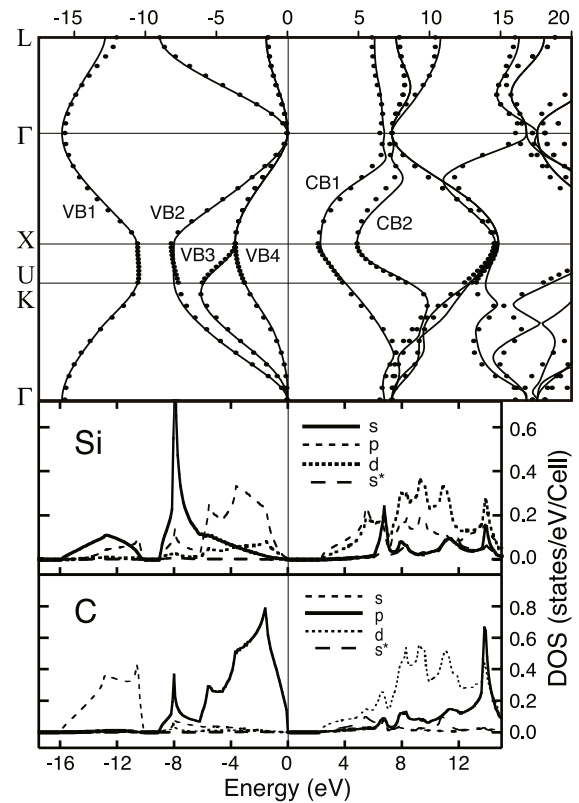 -15 -10 -5 0 5 10 15 20
L
Γ
CB1
VB1 VB2 CB2
X
VB3 VB4
U
K
Γ
Si
s
p
d
s*
0.6
0.4
0.2
0.0
C
s
p
d
s*
0.8
0.6
0.4
0.2
0.0
DOS (states/eV/Cell)
-16 -12 -8 -4 0 4 8 12
Energy (eV)